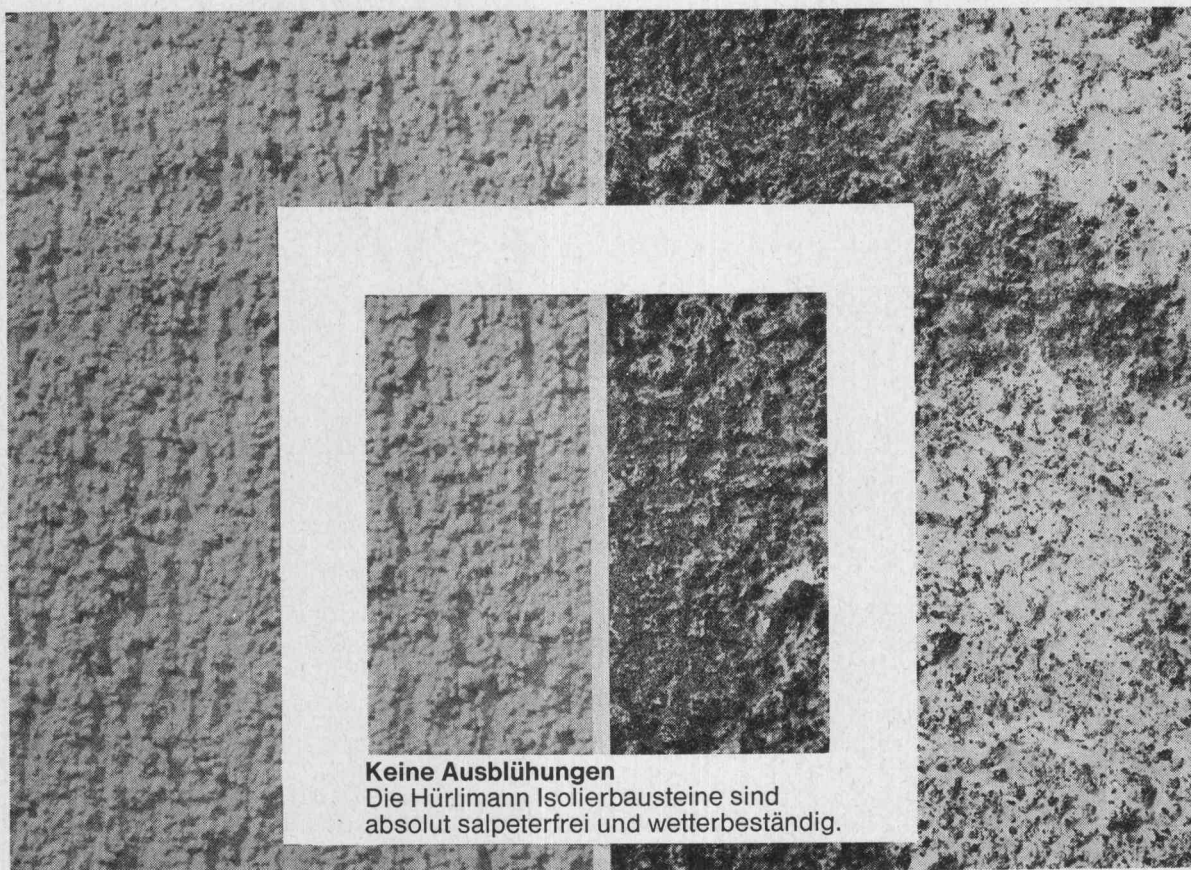 Keine Ausblühungen
Die Hürlimann Isolierbausteine sind
absolut salpeterfrei und wetterbeständig.